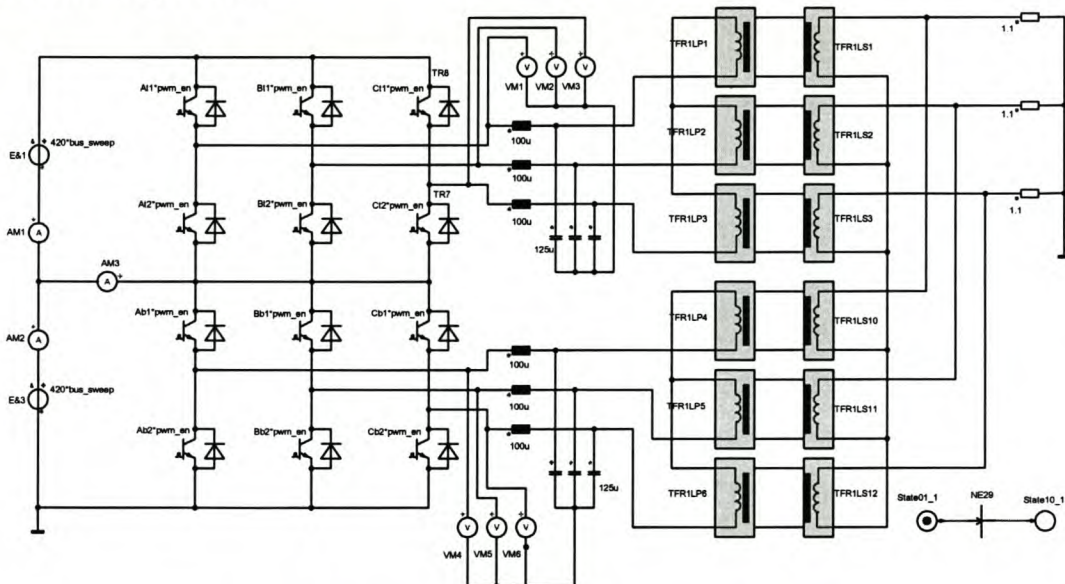 TR8
At1*pwm_en
Bt1*pwm_en
Ct1*pwm_en
VM1
VM2
VM3
V
V
V
TFR1LP1
TFR1LS1
1.1
E&1
420*bus_sweep
100u
TFR1LP2
TFR1LS2
1.1
100u
At2*pwm_en
Bt2*pwm_en
Ct2*pwm_en
TR7
100u
TFR1LP3
TFR1LS3
1.1
AM1
A
125u
AM3
A
Ab1*pwm_en
Bb1*pwm_en
Cb1*pwm_en
TFR1LP4
TFR1LS10
AM2
A
100u
E&3
420*bus_sweep
100u
TFR1LP5
TFR1LS11
Ab2*pwm_en
Bb2*pwm_en
Cb2*pwm_en
100u
125u
TFR1LP6
TFR1LS12
State01_1
NE29
State10_1
V
V
V
VM4
VM5
VM6